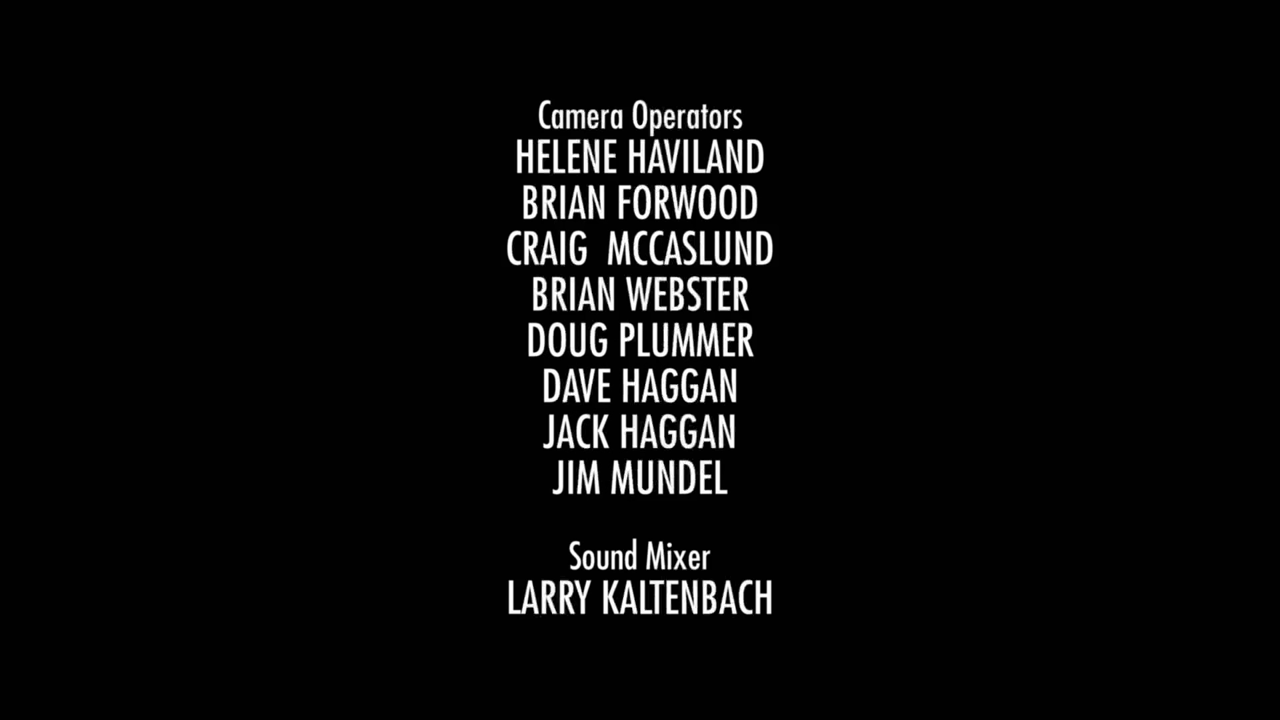 Camera Operators
HELENE HAVILAND
BRIAN FORWOOD
CRAIG  MCCASLUND
BRIAN WEBSTER
DOUG PLUMMER
DAVE HAGGAN
JACK HAGGAN
JIM MUNDEL
Sound Mixer
LARRY KALTENBACH